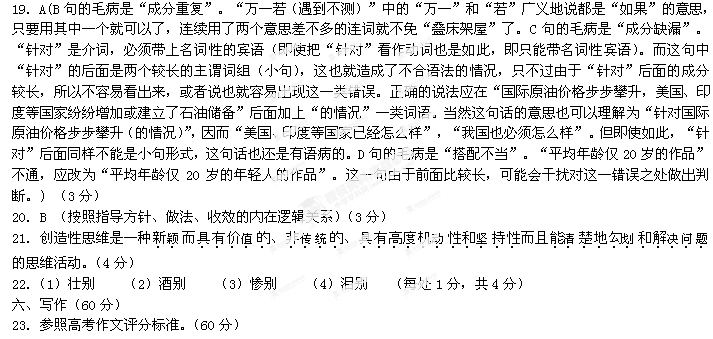 19. A(B 句的毛病是“成分重复”。“万一若(遇到不测)”中的“万一”和“若”广义地说都是“如果”的意思,
只要用其中一个就可以了，连续用了两个意思差不多的连词就不免“叠床架屋”了。C 句的毛病是“成分缺漏”。
“针对”是介词，必须带上名词性的宾语(即使把“针对”看作动词也是如此，即只能带名词性宾语)。而这句中
“针对”的后面是两个较长的主谓词组(小句)，这也就造成了不合语法的情况，只不过由于“针对”后面的成分
较长，所以不容易看出来，或者说也就容易出现这一类错误。正确的说法应在“国际原油价格步步攀升，美国、印
度等国家纷纷增加或建立了石油储备”后面加上“的情况”一类词语。当然这句话的意思也可以理解为“针对国际
原油价格步步攀升(的情况)”，因而“美国、印度等国家已经怎么样”，“我国也必须怎么样”。但即使如此，“针
对”后面同样不能是小句形式，这句话也还是有语病的。D 句的毛病是“搭配不当”。“平均年龄仅 20 岁的作品”
不通，应改为“平均年龄仅 20 岁的年轻人的作品”。这一句由于前面比较长，可能会干扰对这一错误之处做出判
断。) (3 分)
20. B (按照指导方针、做法、收效的内在逻辑关系)(3 分)
21. 创造性思维是一种新颖而具有价值的、非传统的、具有高度机动性和坚持性而且能清楚地勾划和解决问题
的思维活动。(4 分)
22. (1) 壮别 (2) 酒别 (3) 惨别 (4) 泪别 (每处 1 分，共 4 分)
六、写作(60 分)
23. 参照高考作文评分标准。(60 分)